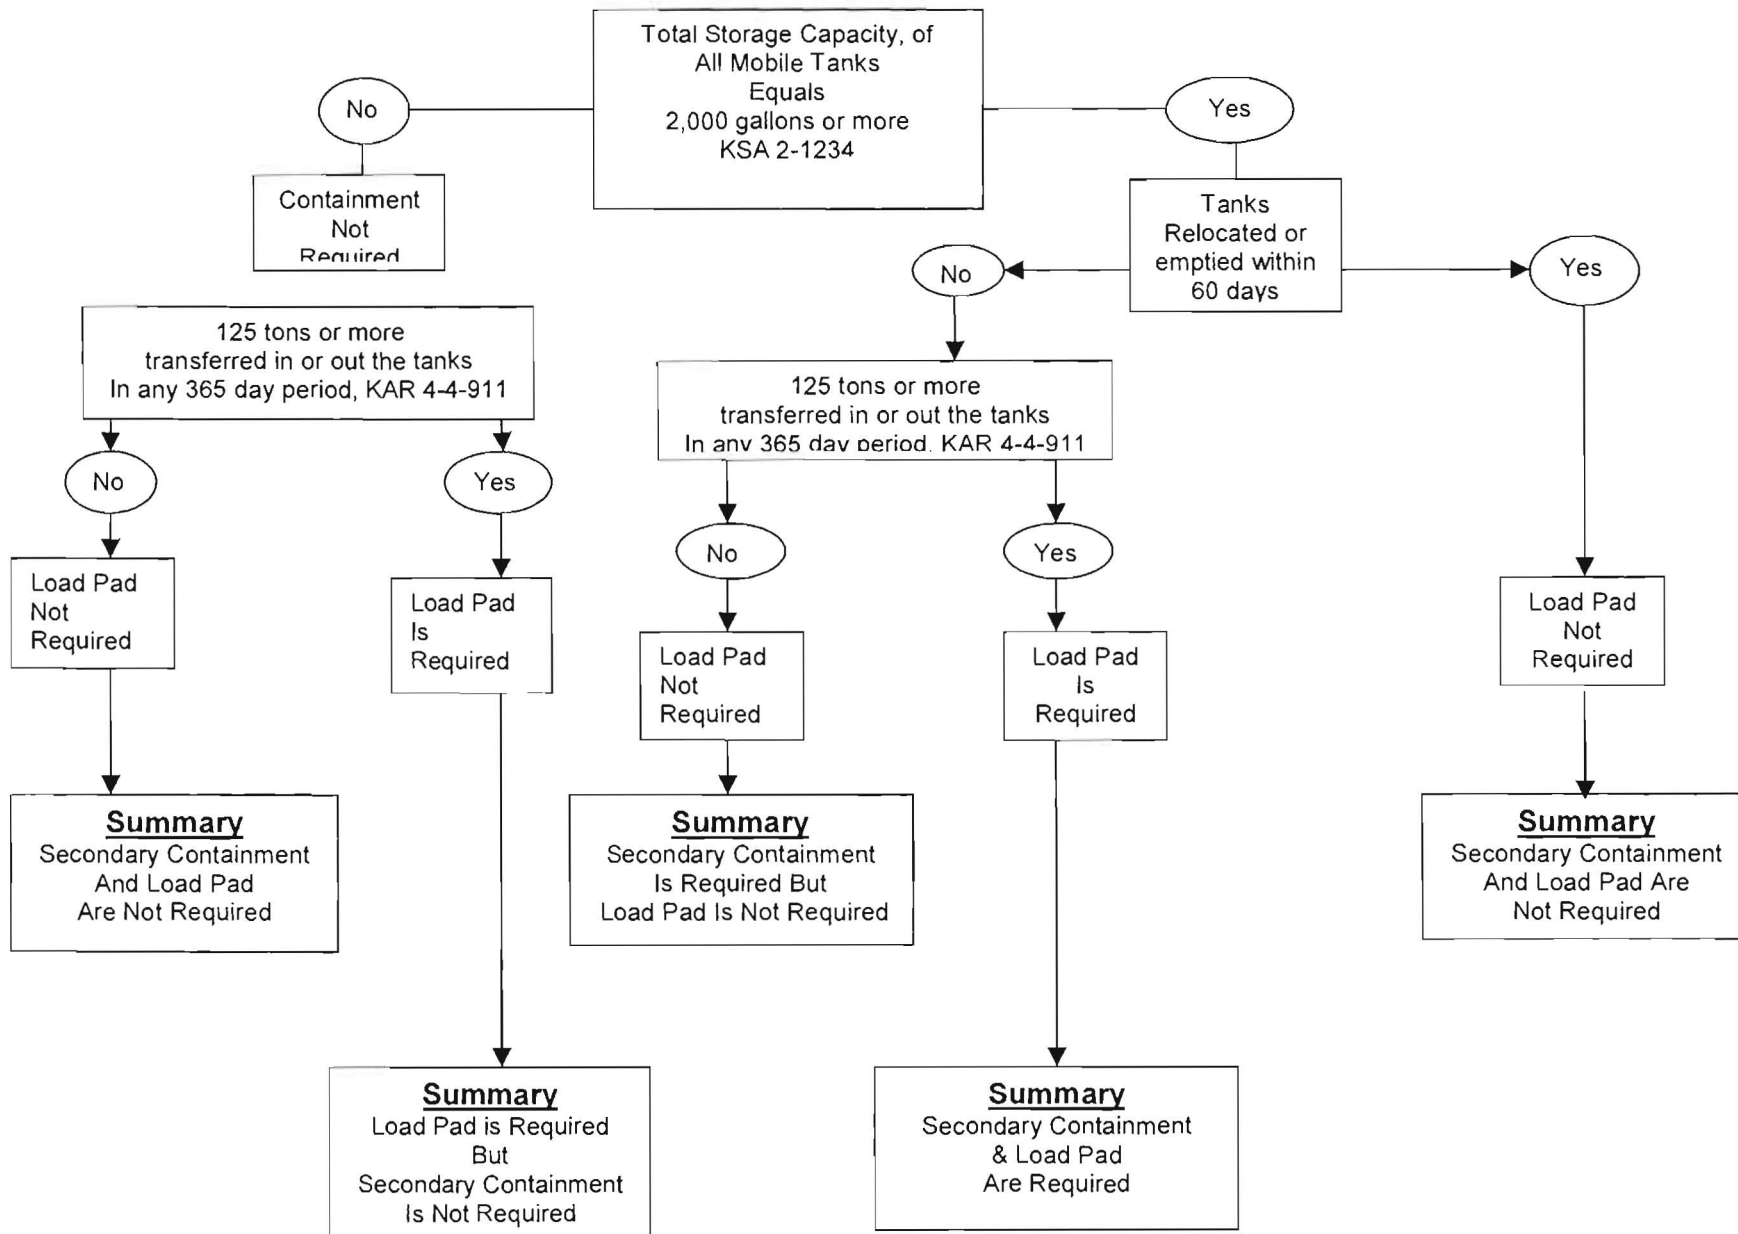 Total Storage Capacity, of
All Mobile Tanks
Equals
2,000 gallons or more
KSA 2-1234
No
Yes
Containment
Not
Required
Tanks
Relocated or
emptied within
60 days
No
Yes
125 tons or more
transferred in or out the tanks
In any 365 day period, KAR 4-4-911
125 tons or more
transferred in or out the tanks
In any 365 day period, KAR 4-4-911
No
Yes
No
Yes
Load Pad
Not
Required
Load Pad
Is
Required
Load Pad
Not
Required
Load Pad
Is
Required
Load Pad
Not
Required
Summary
Secondary Containment
And Load Pad
Are Not Required
Summary
Secondary Containment
Is Required But
Load Pad Is Not Required
Summary
Secondary Containment
And Load Pad Are
Not Required
Summary
Load Pad is Required
But
Secondary Containment
Is Not Required
Summary
Secondary Containment
& Load Pad
Are Required